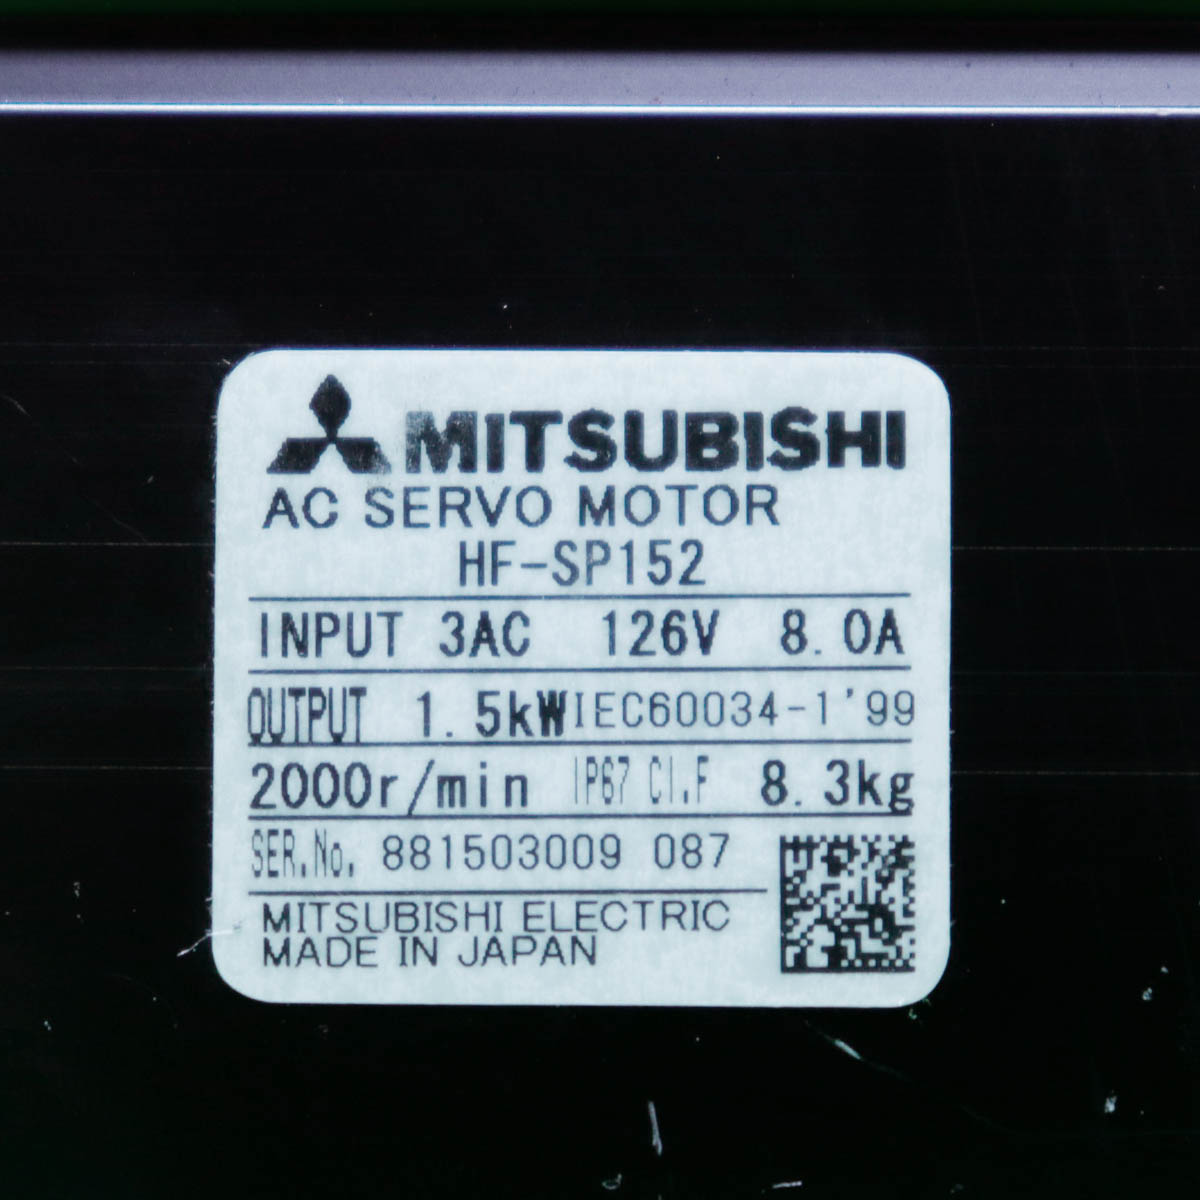 MITSUBISHI
AC SERVO MOTOR
HF-SP152
INPUT 3AC 126V 8.0A
OUTPUT 1.5kW IEC60034-1'99
2000r/min IP67 CI.F 8.3kg
SER.No. 881503009 087
MITSUBISHI ELECTRIC
MADE IN JAPAN